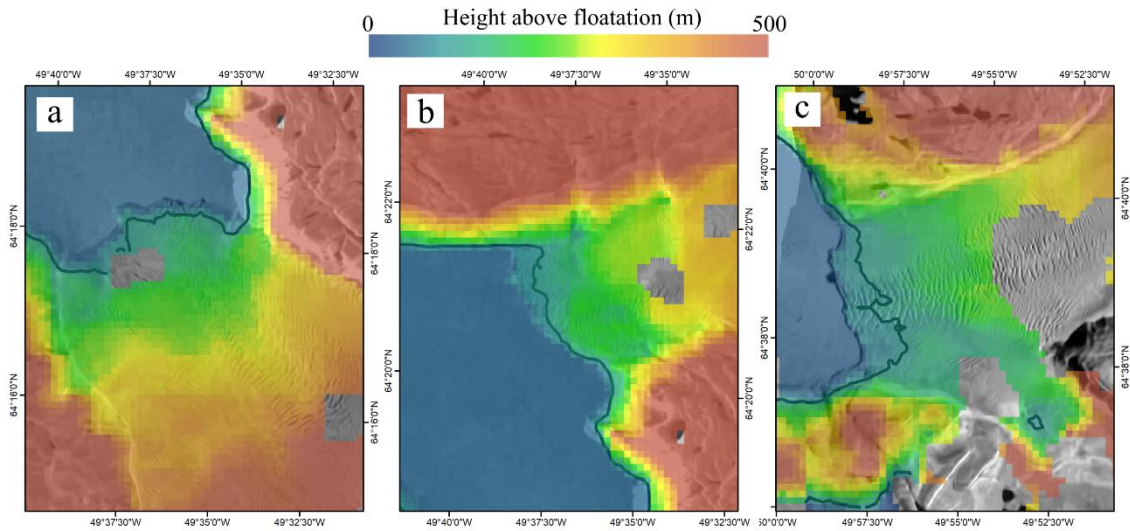 Height above floatation (m)
0 500
49°40'0"W 49°37'30"W 49°35'0"W 49°32'30"W
49°40'0"W 49°37'30"W 49°35'0"W
50°0'0"W 49°57'30"W 49°55'0"W 49°52'30"W
a
b
c
64°18'0"N
64°16'0"N
64°18'0"N
64°16'0"N
64°22'0"N
64°20'0"N
64°22'0"N
64°20'0"N
64°40'0"N
64°38'0"N
64°40'0"N
64°38'0"N
49°37'30"W 49°35'0"W 49°32'30"W
49°40'0"W 49°37'30"W 49°35'0"W 49°32'30"W
50°0'0"W 49°57'30"W 49°55'0"W 49°52'30"W